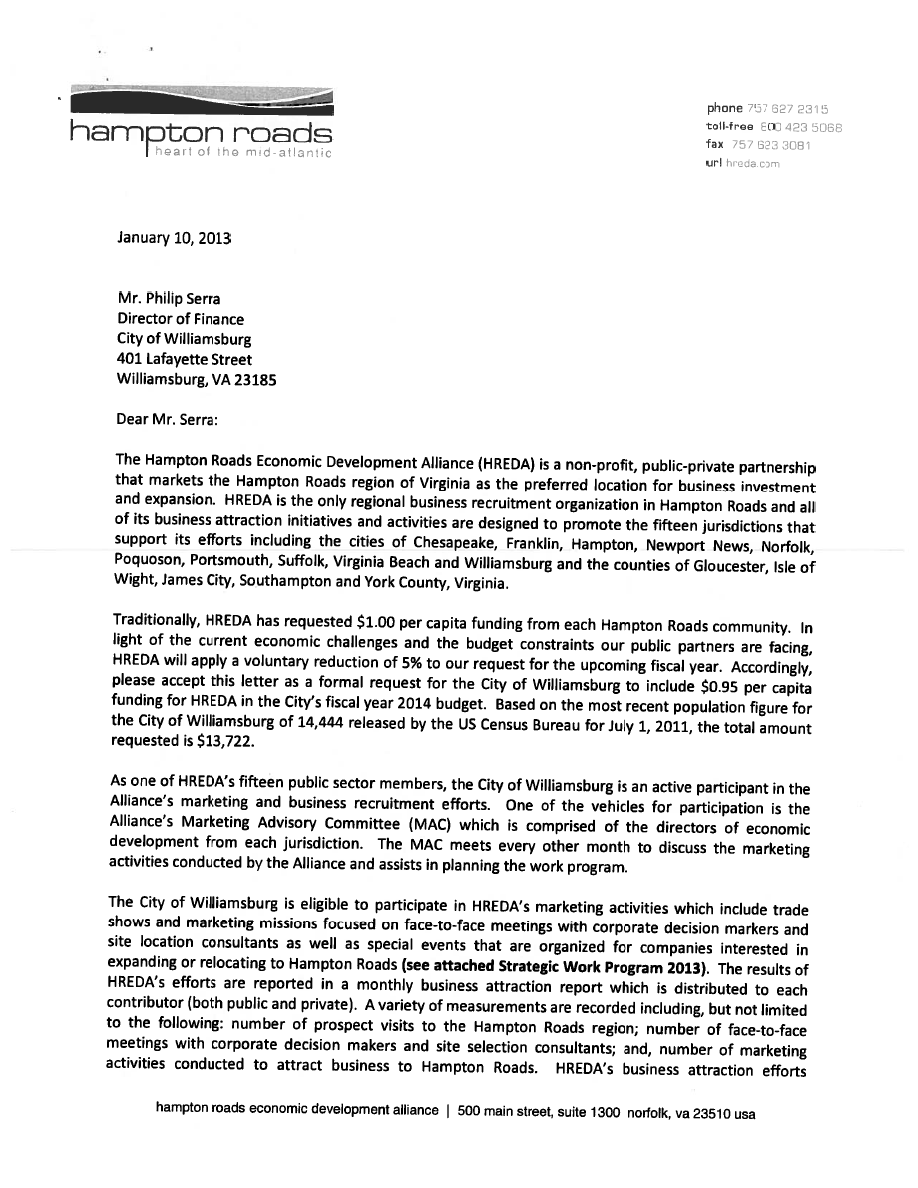 hampton roads
heart of the mid-atlantic
phone 757 627 2315
toll-free 800 423 5068
fax 757 623 3081
url hreda.com
January 10, 2013
Mr. Philip Serra
Director of Finance
City of Williamsburg
401 Lafayette Street
Williamsburg, VA 23185
Dear Mr. Serra:
The Hampton Roads Economic Development Alliance (HREDA) is a non-profit, public-private partnership
that markets the Hampton Roads region of Virginia as the preferred location for business investment
and expansion. HREDA is the only regional business recruitment organization in Hampton Roads and all
of its business attraction initiatives and activities are designed to promote the fifteen jurisdictions that
support its efforts including the cities of Chesapeake, Franklin, Hampton, Newport News, Norfolk,
Poquoson, Portsmouth, Suffolk, Virginia Beach and Williamsburg and the counties of Gloucester, Isle of
Wight, James City, Southampton and York County, Virginia.
Traditionally, HREDA has requested $1.00 per capita funding from each Hampton Roads community. In
light of the current economic challenges and the budget constraints our public partners are facing,
HREDA will apply a voluntary reduction of 5% to our request for the upcoming fiscal year. Accordingly,
please accept this letter as a formal request for the City of Williamsburg to include $0.95 per capita
funding for HREDA in the City's fiscal year 2014 budget. Based on the most recent population figure for
the City of Williamsburg of 14,444 released by the US Census Bureau for July 1, 2011, the total amount
requested is $13,722.
As one of HREDA's fifteen public sector members, the City of Williamsburg is an active participant in the
Alliance's marketing and business recruitment efforts. One of the vehicles for participation is the
Alliance's Marketing Advisory Committee (MAC) which is comprised of the directors of economic
development from each jurisdiction. The MAC meets every other month to discuss the marketing
activities conducted by the Alliance and assists in planning the work program.
The City of Williamsburg is eligible to participate in HREDA's marketing activities which include trade
shows and marketing missions focused on face-to-face meetings with corporate decision markers and
site location consultants as well as special events that are organized for companies interested in
expanding or relocating to Hampton Roads (see attached Strategic Work Program 2013). The results of
HREDA's efforts are reported in a monthly business attraction report which is distributed to each
contributor (both public and private). A variety of measurements are recorded including, but not limited
to the following: number of prospect visits to the Hampton Roads region; number of face-to-face
meetings with corporate decision makers and site selection consultants; and, number of marketing
activities conducted to attract business to Hampton Roads. HREDA's business attraction efforts
hampton roads economic development alliance | 500 main street, suite 1300 norfolk, va 23510 usa